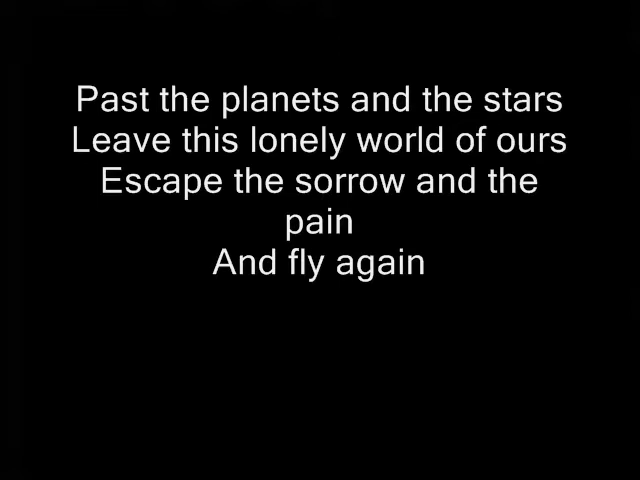 Past the planets and the stars
Leave this lonely world of ours
Escape the sorrow and the
pain
And fly again